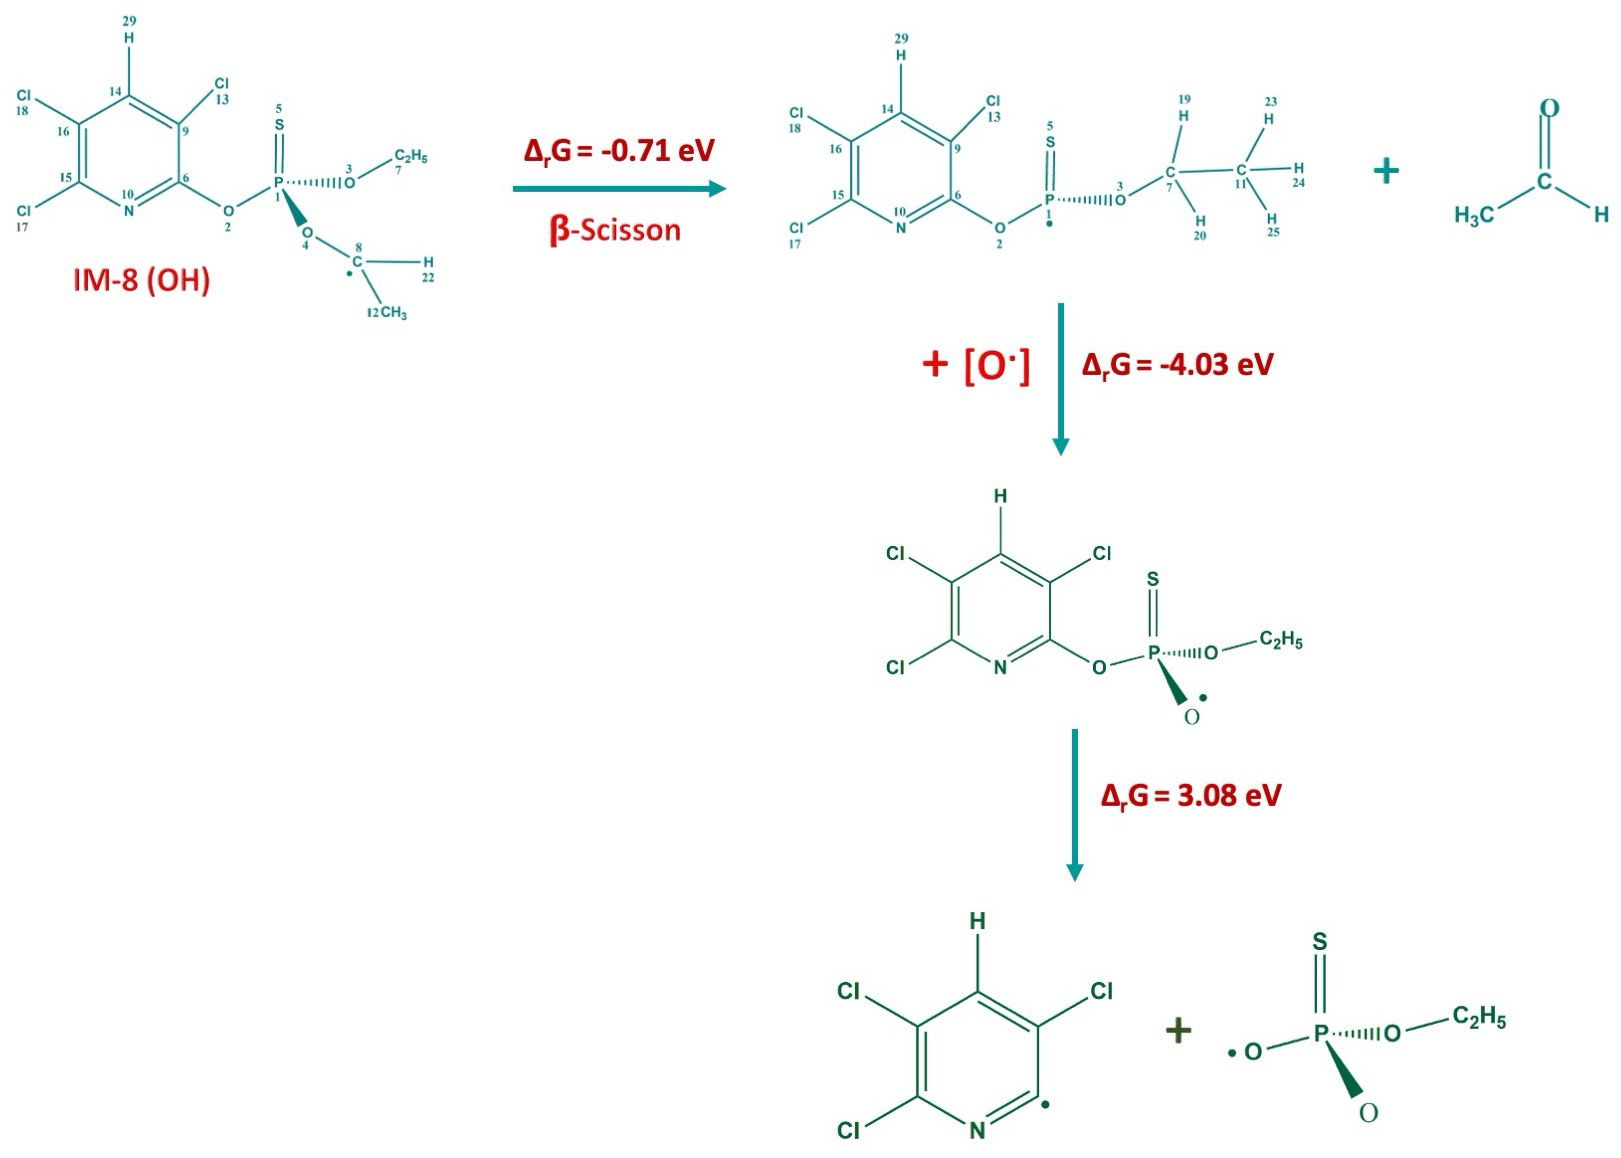 29
H
Cl
18
14
Cl
13
16
9
5
S
15
10
N
6
Cl
17
O
2
P
1
3
O
C₂H₅
7
O
4
8
C
•
H
22
12CH₃
IM-8 (OH)
ΔᵣG = -0.71 eV
β-Scisson
29
H
Cl
18
14
Cl
13
16
9
5
S
15
10
N
6
Cl
17
O
2
P
1
•
3
O
19
H
C
7
H
20
23
H
C
11
H
24
H
25
+
O
C
H₃C
H
+ [O•]
ΔᵣG = -4.03 eV
H
Cl
Cl
S
Cl
N
O
P
O
C₂H₅
O•
ΔᵣG = 3.08 eV
H
Cl
Cl
Cl
N
•
+
S
•O
P
O
C₂H₅
O